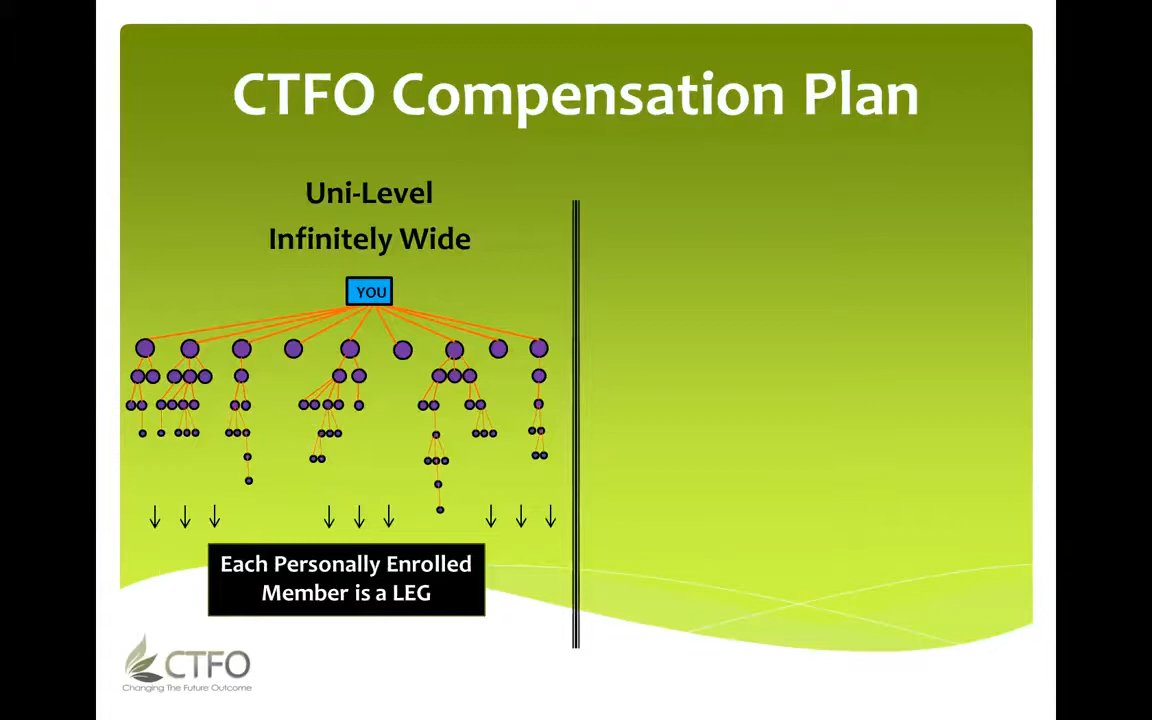 CTFO Compensation Plan
Uni-Level
Infinitely Wide
YOU
Each Personally Enrolled
Member is a LEG
CTFO
Changing The Future Outcome